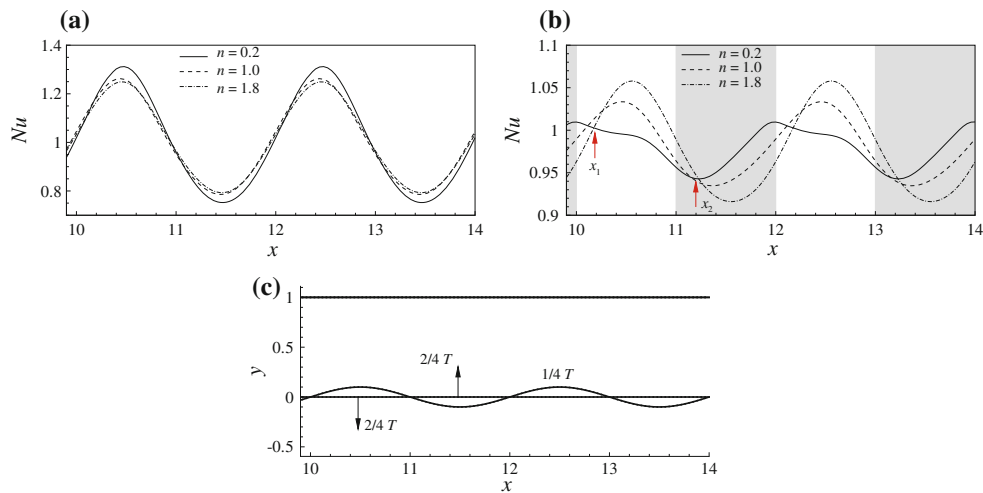 (a)
1.4
1.2
1
0.8
Nu
n = 0.2
n = 1.0
n = 1.8
10 11 12 13 14
x
(b)
1.1
1.05
1
0.95
0.9
Nu
n = 0.2
n = 1.0
n = 1.8
x1
x2
10 11 12 13 14
x
(c)
1
0.5
0
-0.5
y
2/4 T
1/4 T
2/4 T
10 11 12 13 14
x